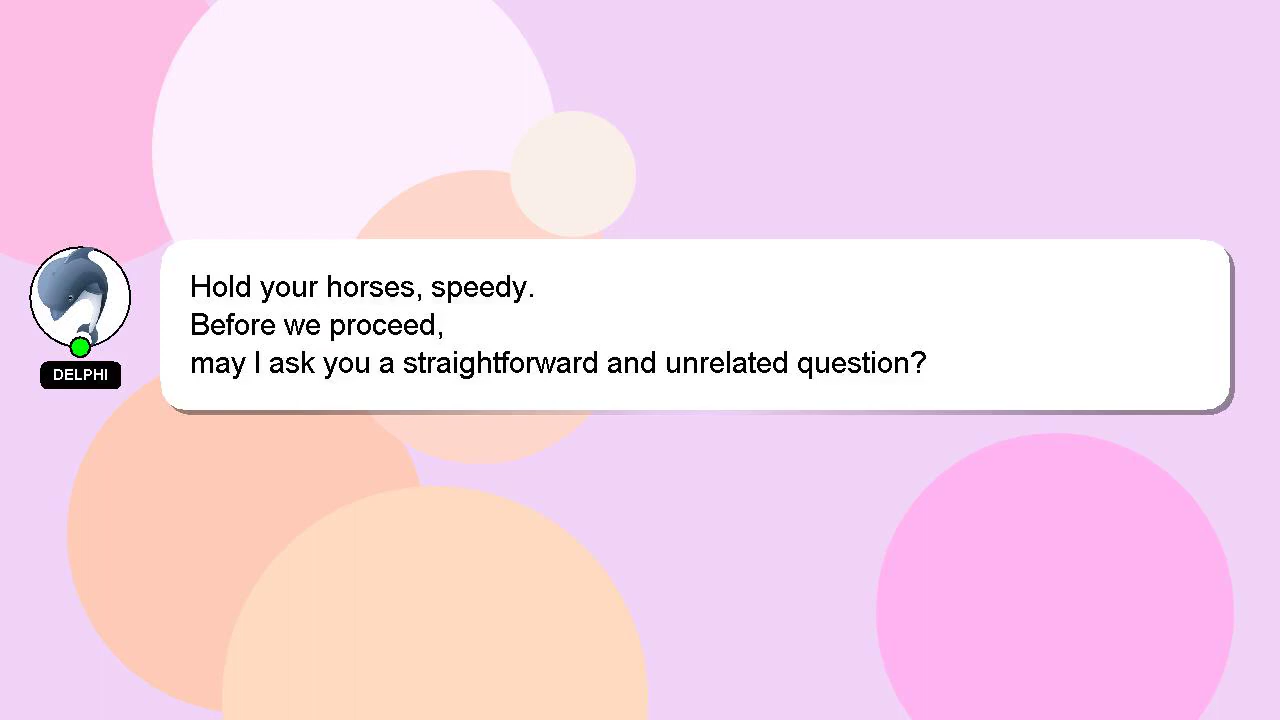 Hold your horses, speedy.
Before we proceed,
may I ask you a straightforward and unrelated question?
DELPHI